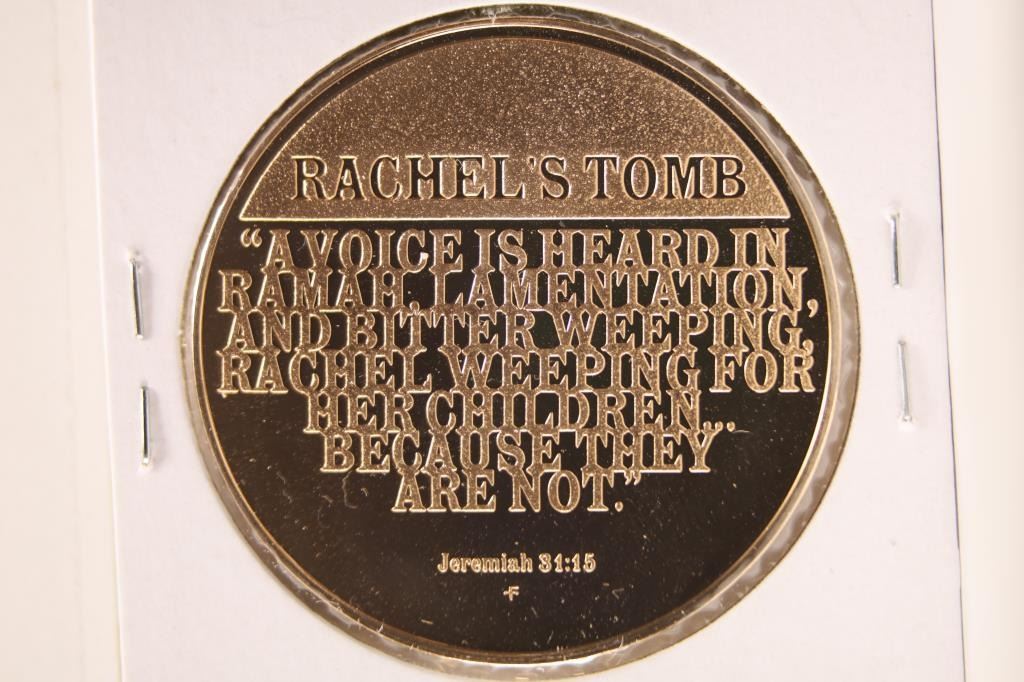 RACHEL'S TOMB
“A VOICE IS HEARD IN
RAMAH, LAMENTATION,
AND BITTER WEEPING,
RACHEL WEEPING FOR
HER CHILDREN...
BECAUSE THEY
ARE NOT.”
Jeremiah 31:15
F